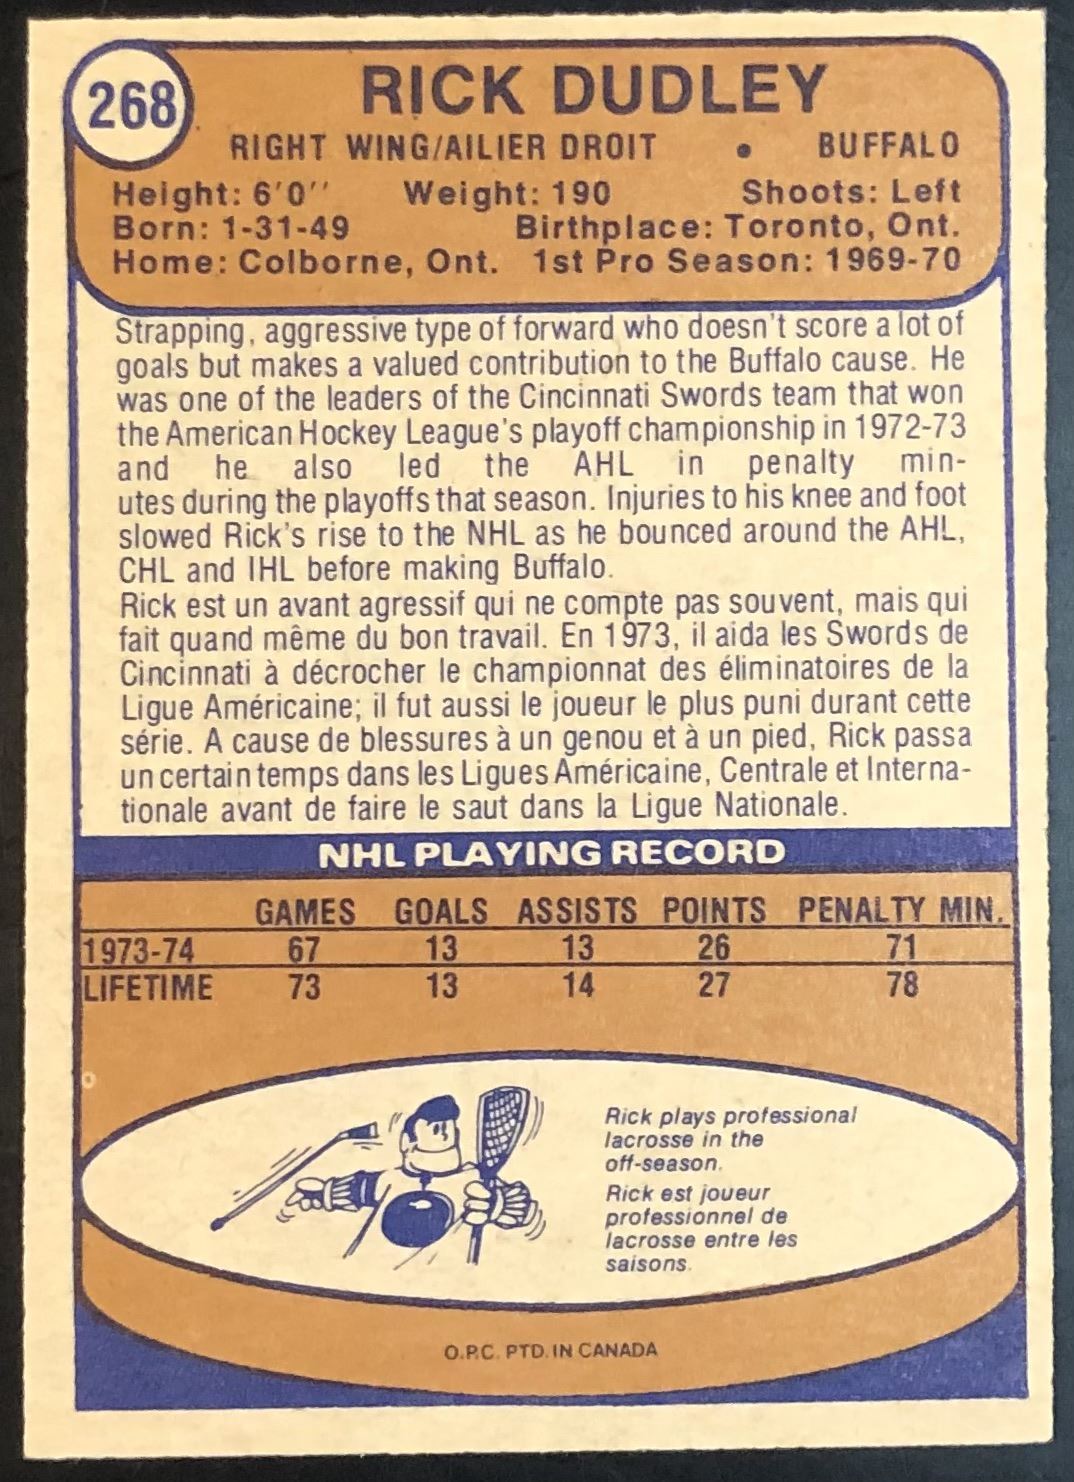 268
RICK DUDLEY
RIGHT WING/AILIER DROIT • BUFFALO
Height: 6'0'' Weight: 190 Shoots: Left
Born: 1-31-49 Birthplace: Toronto, Ont.
Home: Colborne, Ont. 1st Pro Season: 1969-70
Strapping, aggressive type of forward who doesn't score a lot of
goals but makes a valued contribution to the Buffalo cause. He
was one of the leaders of the Cincinnati Swords team that won
the American Hockey League's playoff championship in 1972-73
and he also led the AHL in penalty min-
utes during the playoffs that season. Injuries to his knee and foot
slowed Rick's rise to the NHL as he bounced around the AHL,
CHL and IHL before making Buffalo.
Rick est un avant agressif qui ne compte pas souvent, mais qui
fait quand même du bon travail. En 1973, il aida les Swords de
Cincinnati à décrocher le championnat des éliminatoires de la
Ligue Américaine; il fut aussi le joueur le plus puni durant cette
série. A cause de blessures à un genou et à un pied, Rick passa
un certain temps dans les Ligues Américaine, Centrale et Interna-
tionale avant de faire le saut dans la Ligue Nationale.
NHL PLAYING RECORD
GAMES GOALS ASSISTS POINTS PENALTY MIN.
1973-74 67 13 13 26 71
LIFETIME 73 13 14 27 78
Rick plays professional
lacrosse in the
off-season.
Rick est joueur
professionnel de
lacrosse entre les
saisons.
O.P.C. PTD. IN CANADA